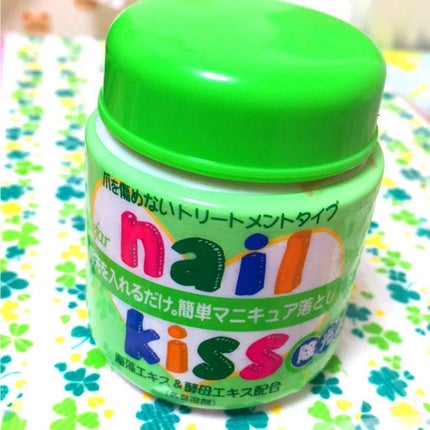 爪を傷めないトリートメントタイプ
nail
を入れるだけ。簡単マニキュア落とし
kiss
海藻エキス&酵母エキス配合